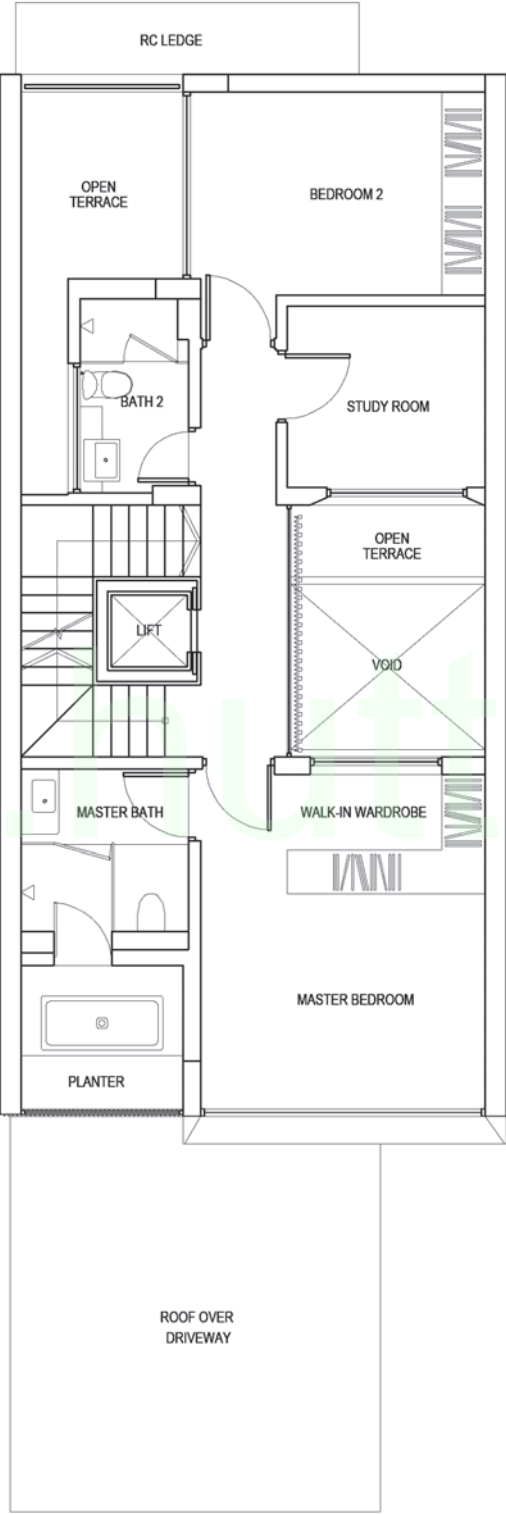 RC LEDGE
OPEN
TERRACE
BEDROOM 2
BATH 2
STUDY ROOM
OPEN
TERRACE
LIFT
VOID
.hutt
MASTER BATH
WALK-IN WARDROBE
MASTER BEDROOM
PLANTER
ROOF OVER
DRIVEWAY